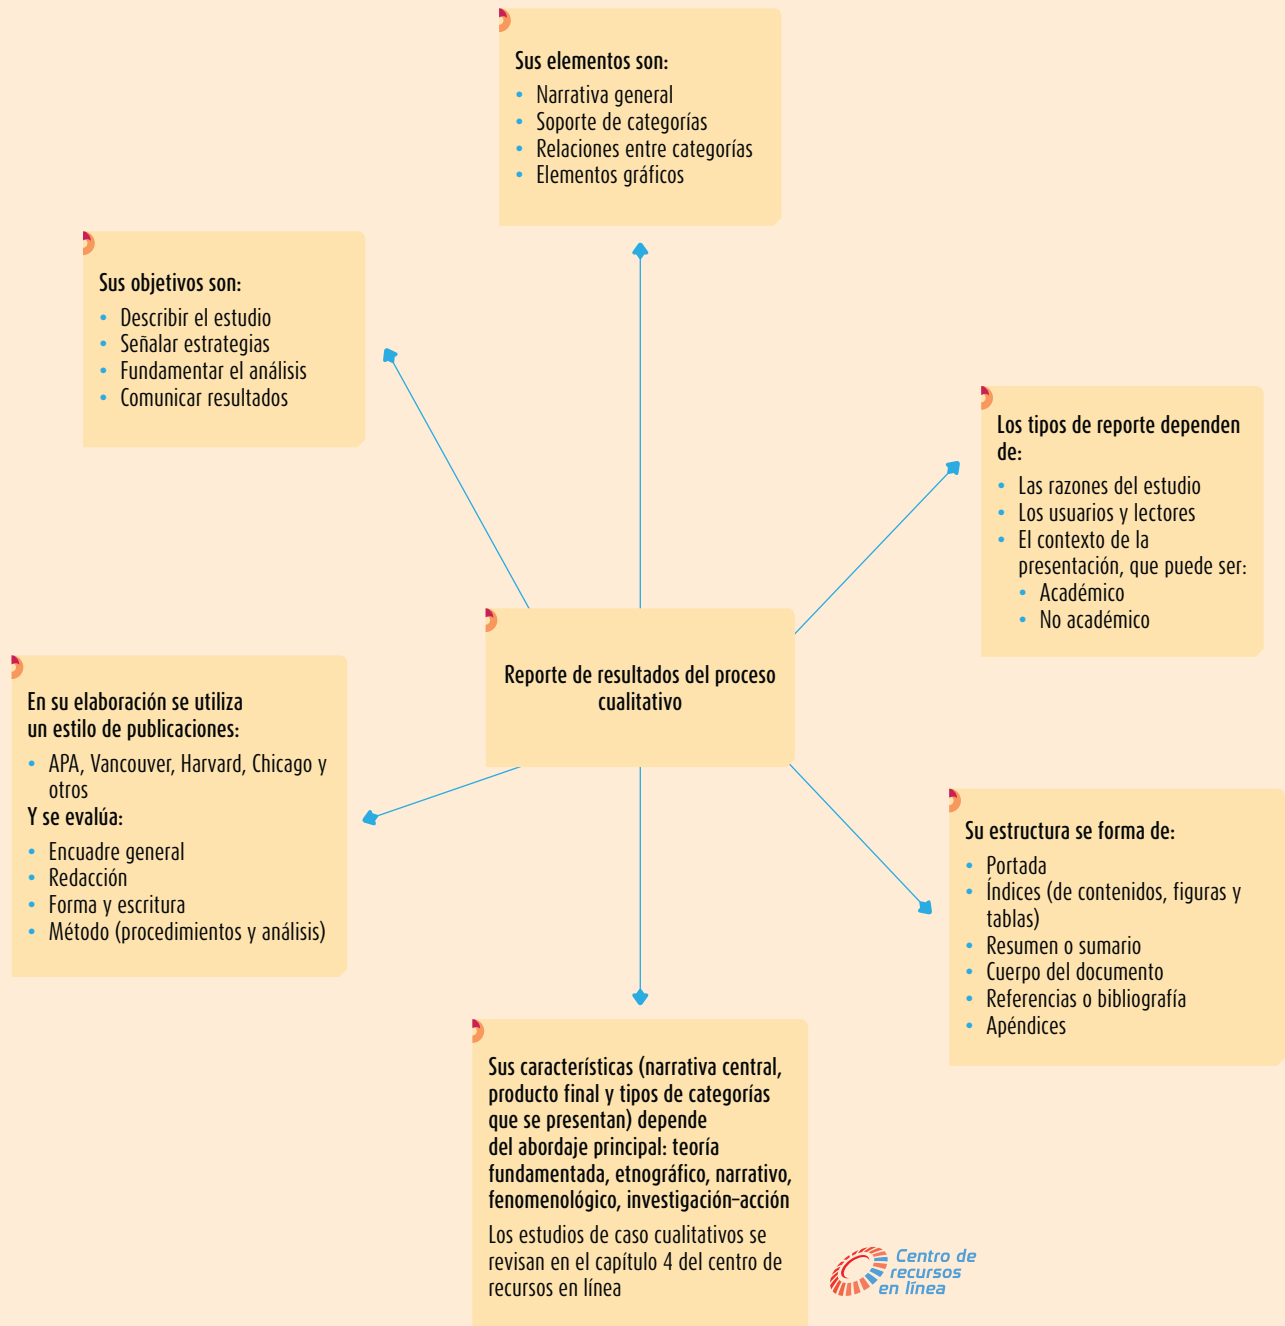 Sus elementos son:
• Narrativa general
• Soporte de categorías
• Relaciones entre categorías
• Elementos gráficos
Sus objetivos son:
• Describir el estudio
• Señalar estrategias
• Fundamentar el análisis
• Comunicar resultados
Los tipos de reporte dependen
de:
• Las razones del estudio
• Los usuarios y lectores
• El contexto de la
presentación, que puede ser:
• Académico
• No académico
Reporte de resultados del proceso
cualitativo
En su elaboración se utiliza
un estilo de publicaciones:
• APA, Vancouver, Harvard, Chicago y
otros
Y se evalúa:
• Encuadre general
• Redacción
• Forma y escritura
• Método (procedimientos y análisis)
Su estructura se forma de:
• Portada
• Índices (de contenidos, figuras y
tablas)
• Resumen o sumario
• Cuerpo del documento
• Referencias o bibliografía
• Apéndices
Sus características (narrativa central,
producto final y tipos de categorías
que se presentan) depende
del abordaje principal: teoría
fundamentada, etnográfico, narrativo,
fenomenológico, investigación-acción
Los estudios de caso cualitativos se
revisan en el capítulo 4 del centro de
recursos en línea
Centro de
recursos
en línea